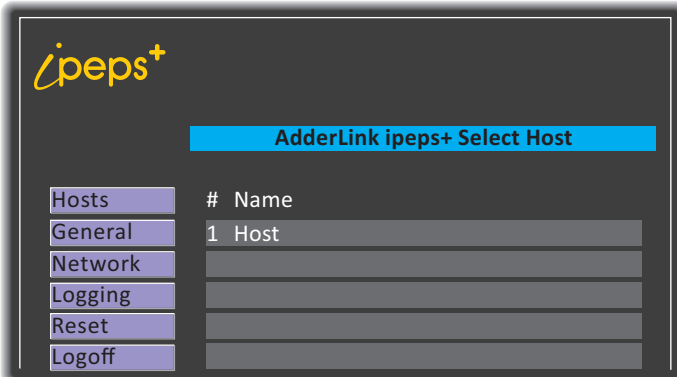 ipeps+
AdderLink ipeps+ Select Host
Hosts
General
Network
Logging
Reset
Logoff
# Name
1 Host